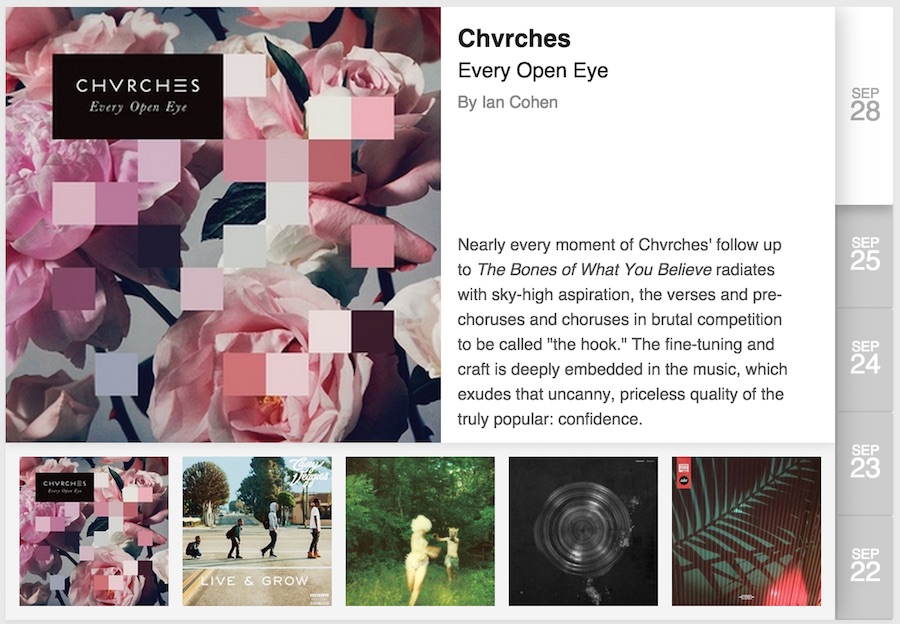 CHVRCHES
Every Open Eye
Chvrches
Every Open Eye
By Ian Cohen
Nearly every moment of Chvrches' follow up
to The Bones of What You Believe radiates
with sky-high aspiration, the verses and pre-
choruses and choruses in brutal competition
to be called "the hook." The fine-tuning and
craft is deeply embedded in the music, which
exudes that uncanny, priceless quality of the
truly popular: confidence.
SEP
28
SEP
25
SEP
24
SEP
23
SEP
22
CHVRCHES
Every Open Eye
Casey Veggies
LIVE & GROW